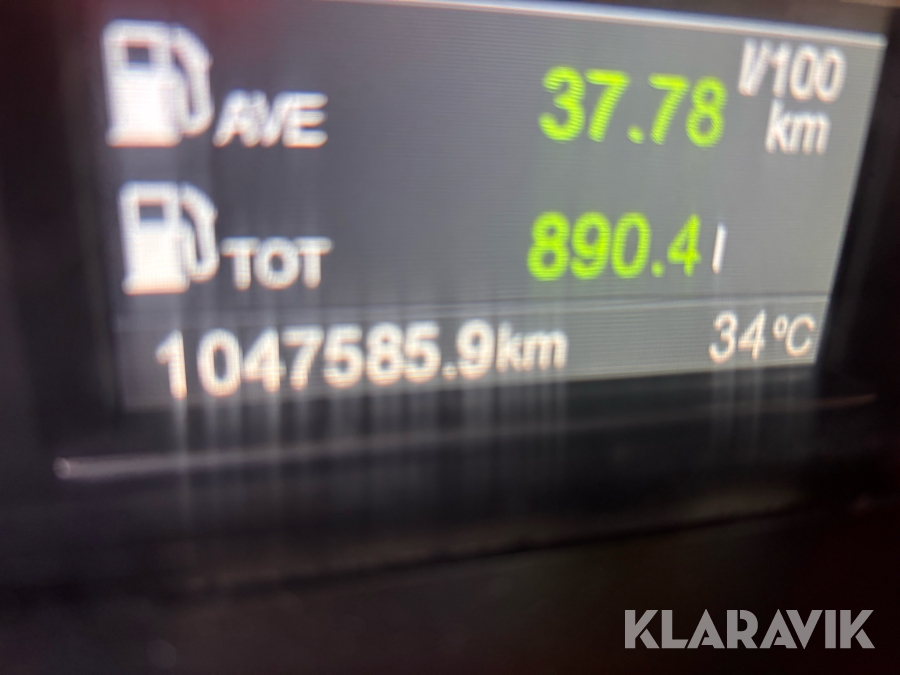 AVE 37.78 l/100 km
TOT 890.4 l
1047585.9km 34°C
KLARAVIK